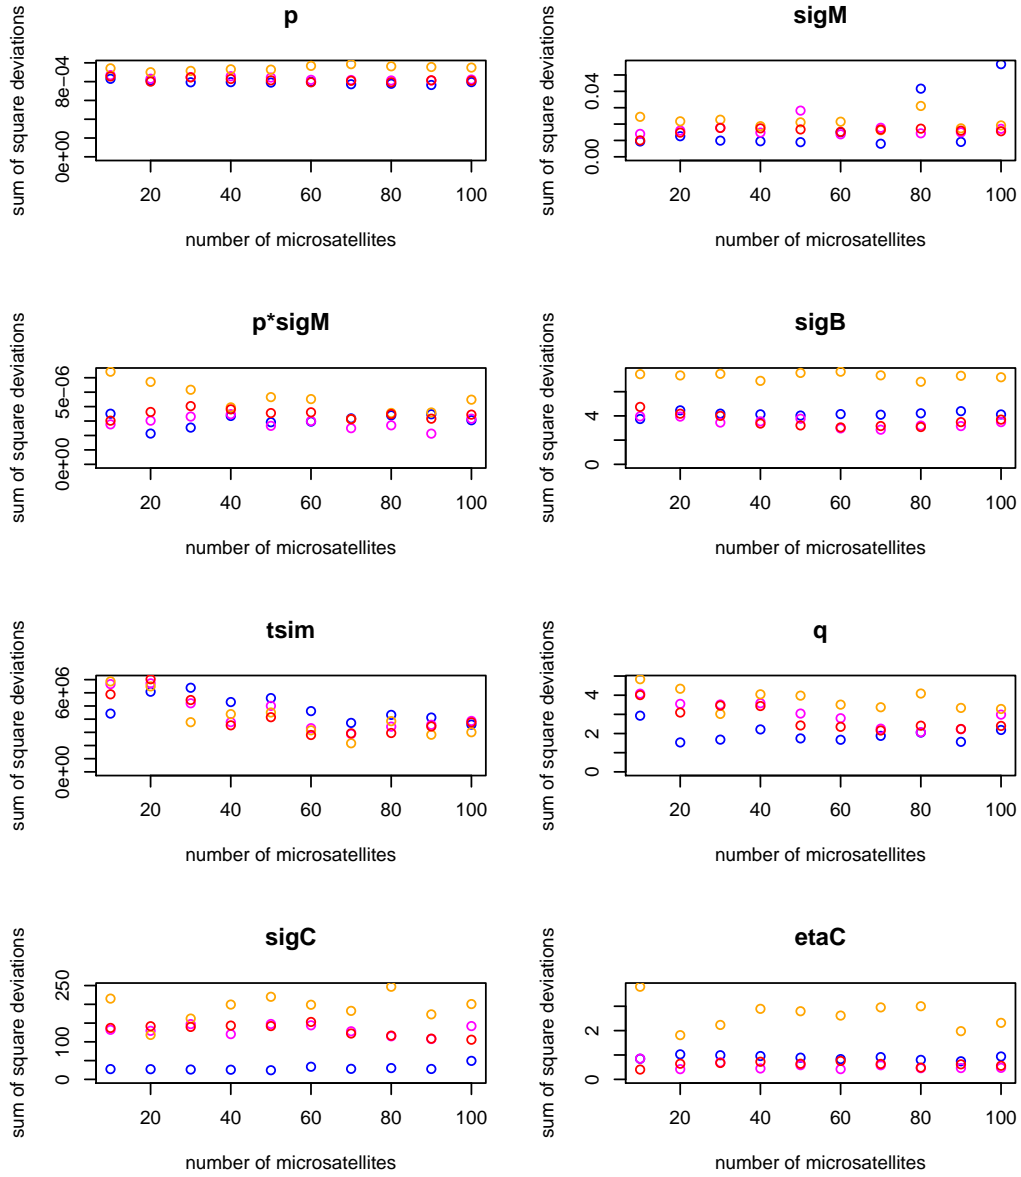 p
sum of square deviations
0e+00 8e−04
20 40 60 80 100
number of microsatellites
sigM
sum of square deviations
0.00 0.04
20 40 60 80 100
number of microsatellites
p*sigM
sum of square deviations
0e+00 5e−06
20 40 60 80 100
number of microsatellites
sigB
sum of square deviations
0 4
20 40 60 80 100
number of microsatellites
tsim
sum of square deviations
0e+00 6e+06
20 40 60 80 100
number of microsatellites
q
sum of square deviations
0 2 4
20 40 60 80 100
number of microsatellites
sigC
sum of square deviations
0 100 250
20 40 60 80 100
number of microsatellites
etaC
sum of square deviations
0 2
20 40 60 80 100
number of microsatellites